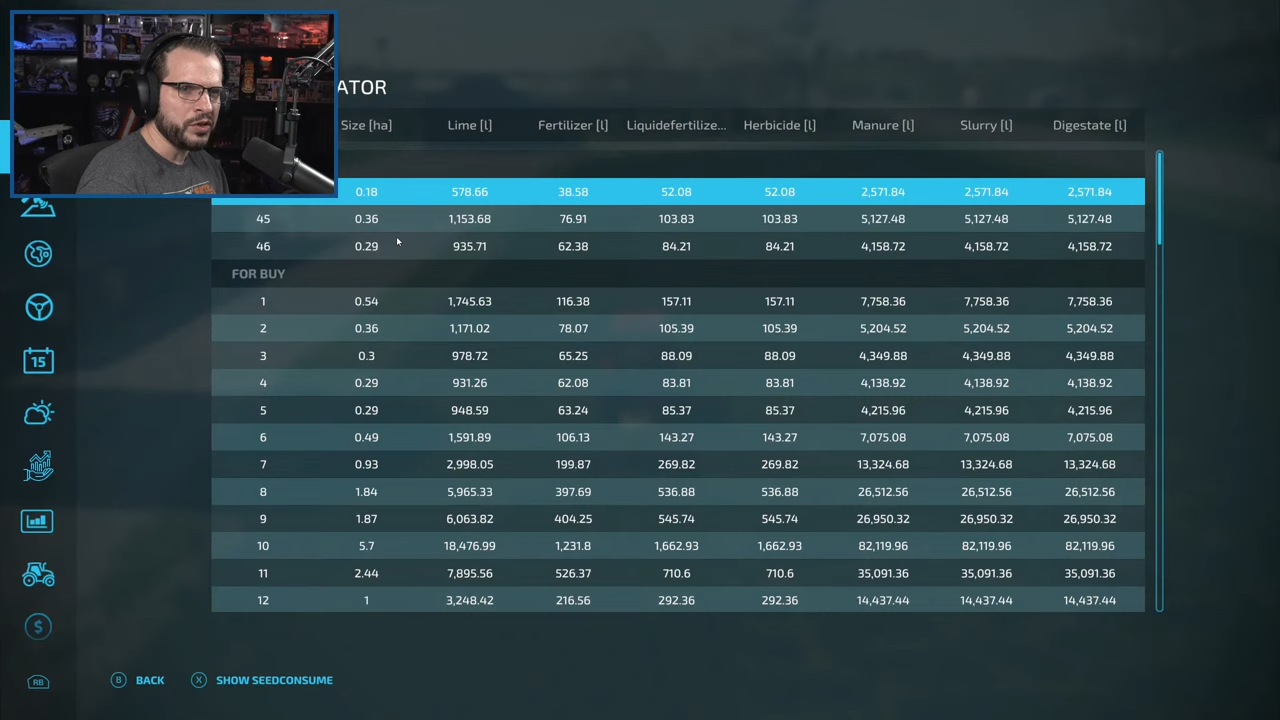 ATOR
Size [ha] Lime [l] Fertilizer [l] Liquidefertilize... Herbicide [l] Manure [l] Slurry [l] Digestate [l]
0.18 578.66 38.58 52.08 52.08 2,571.84 2,571.84 2,571.84
45 0.36 1,153.68 76.91 103.83 103.83 5,127.48 5,127.48 5,127.48
46 0.29 935.71 62.38 84.21 84.21 4,158.72 4,158.72 4,158.72
FOR BUY
1 0.54 1,745.63 116.38 157.11 157.11 7,758.36 7,758.36 7,758.36
2 0.36 1,171.02 78.07 105.39 105.39 5,204.52 5,204.52 5,204.52
3 0.3 978.72 65.25 88.09 88.09 4,349.88 4,349.88 4,349.88
4 0.29 931.26 62.08 83.81 83.81 4,138.92 4,138.92 4,138.92
5 0.29 948.59 63.24 85.37 85.37 4,215.96 4,215.96 4,215.96
6 0.49 1,591.89 106.13 143.27 143.27 7,075.08 7,075.08 7,075.08
7 0.93 2,998.05 199.87 269.82 269.82 13,324.68 13,324.68 13,324.68
8 1.84 5,965.33 397.69 536.88 536.88 26,512.56 26,512.56 26,512.56
9 1.87 6,063.82 404.25 545.74 545.74 26,950.32 26,950.32 26,950.32
10 5.7 18,476.99 1,231.8 1,662.93 1,662.93 82,119.96 82,119.96 82,119.96
11 2.44 7,895.56 526.37 710.6 710.6 35,091.36 35,091.36 35,091.36
12 1 3,248.42 216.56 292.36 292.36 14,437.44 14,437.44 14,437.44
15
$
RB
B BACK X SHOW SEEDCONSUME